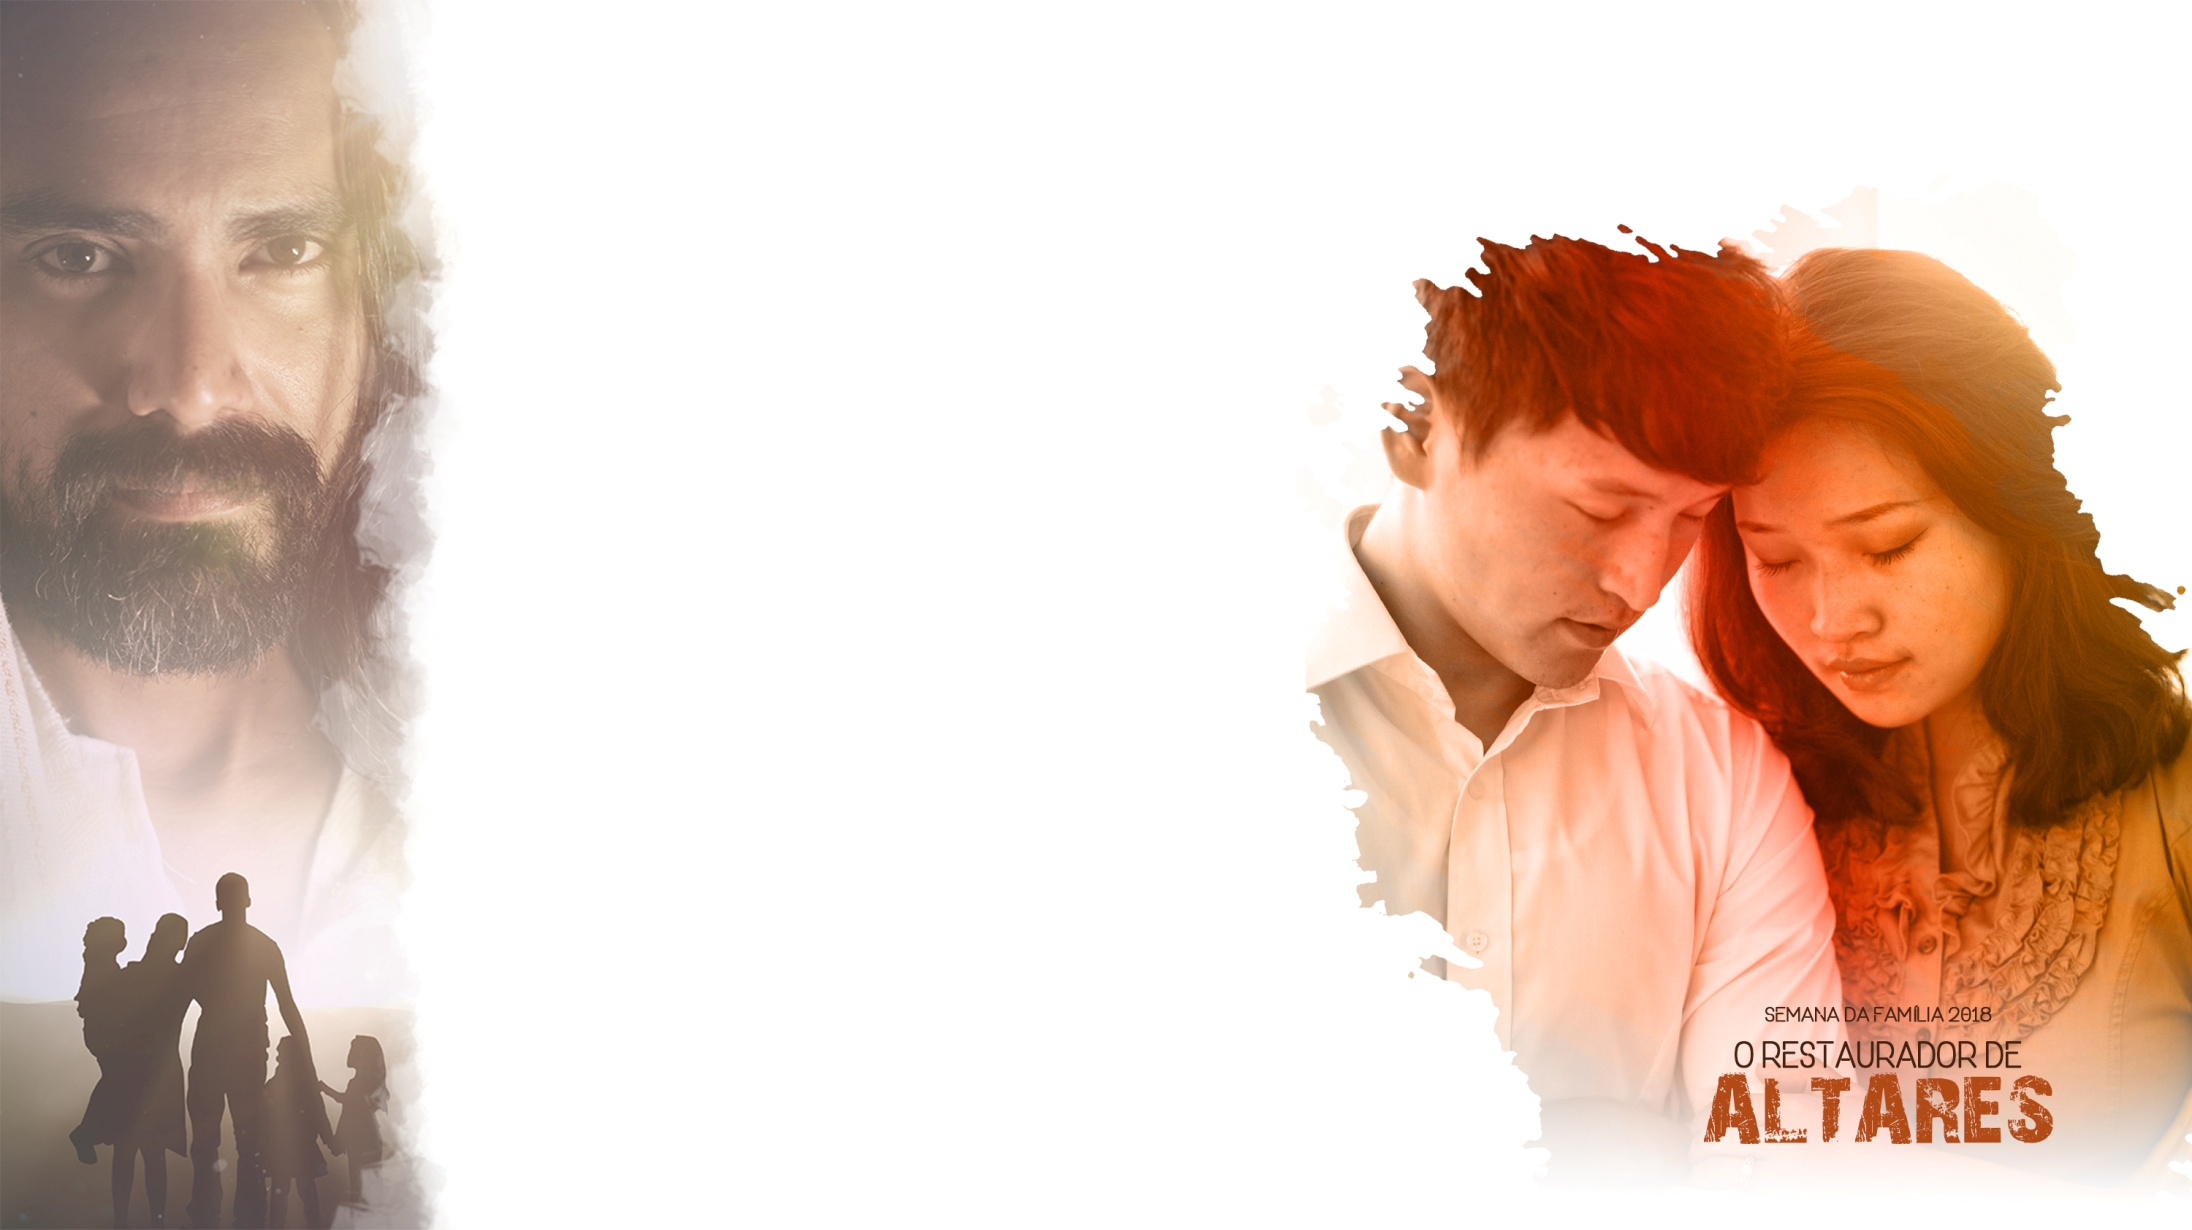 SEMANA DA FAMÍLIA 2018
O RESTAURADOR DE
ALTARES